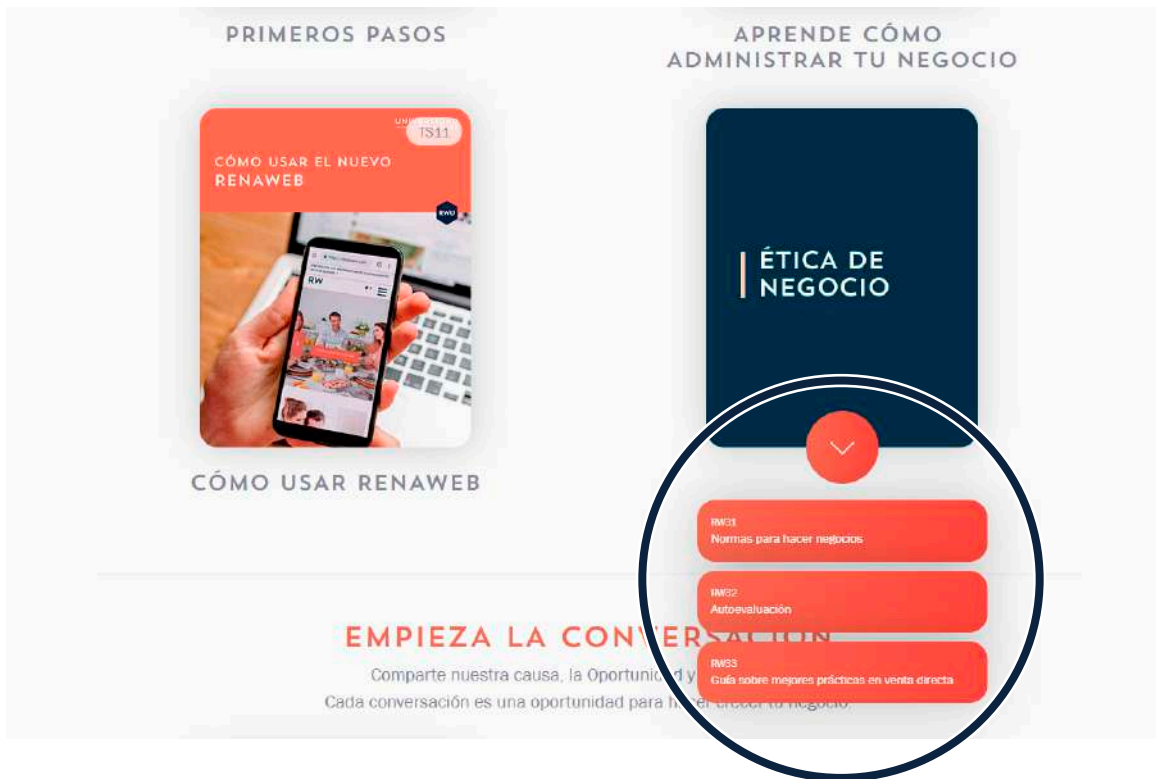 PRIMEROS PASOS
APRENDE CÓMO
ADMINISTRAR TU NEGOCIO
TS11
CÓMO USAR EL NUEVO
RENAWEB
RWU
RW
CÓMO USAR RENAWEB
ÉTICA DE
NEGOCIO
RW31
Normas para hacer negocios
RW32
Autoevaluación
RW33
Guía sobre mejores prácticas en venta directa
EMPIEZA LA CONVERSACIÓN
Comparte nuestra causa, la Oportunidad y
Cada conversación es una oportunidad para hacer crecer tu negocio.